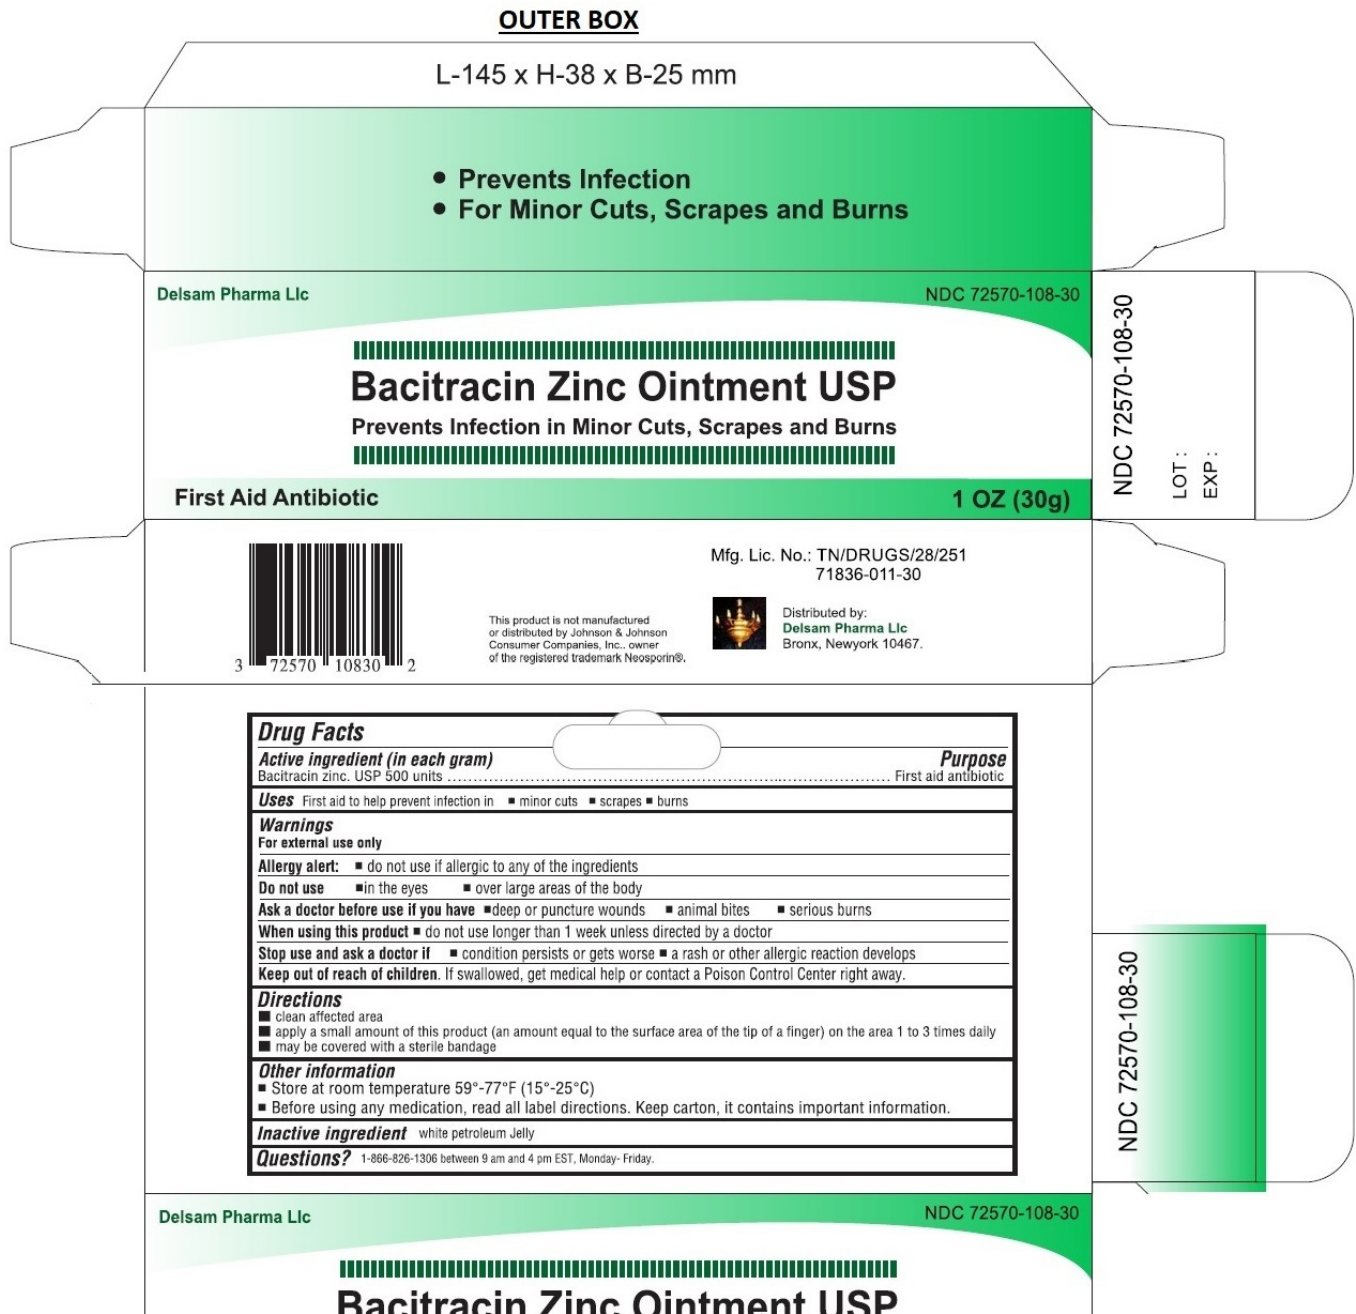 OUTER BOX
L-145 x H-38 x B-25 mm
● Prevents Infection
● For Minor Cuts, Scrapes and Burns
Delsam Pharma Llc
NDC 72570-108-30
Bacitracin Zinc Ointment USP
Prevents Infection in Minor Cuts, Scrapes and Burns
First Aid Antibiotic
1 OZ (30g)
NDC 72570-108-30
LOT :
EXP :
3 72570 10830 2
This product is not manufactured
or distributed by Johnson & Johnson
Consumer Companies, Inc.. owner
of the registered trademark Neosporin®.
Mfg. Lic. No.: TN/DRUGS/28/251
71836-011-30
Distributed by:
Delsam Pharma Llc
Bronx, Newyork 10467.
Drug Facts
Active ingredient (in each gram) Purpose
Bacitracin zinc. USP 500 units ........................................................................ First aid antibiotic
Uses First aid to help prevent infection in ▪ minor cuts ▪ scrapes ▪ burns
Warnings
For external use only
Allergy alert: ▪ do not use if allergic to any of the ingredients
Do not use ▪in the eyes ▪ over large areas of the body
Ask a doctor before use if you have ▪deep or puncture wounds ▪ animal bites ▪ serious burns
When using this product ▪ do not use longer than 1 week unless directed by a doctor
Stop use and ask a doctor if ▪ condition persists or gets worse ▪ a rash or other allergic reaction develops
Keep out of reach of children. If swallowed, get medical help or contact a Poison Control Center right away.
Directions
■ clean affected area
■ apply a small amount of this product (an amount equal to the surface area of the tip of a finger) on the area 1 to 3 times daily
■ may be covered with a sterile bandage
Other information
▪ Store at room temperature 59°-77°F (15°-25°C)
▪ Before using any medication, read all label directions. Keep carton, it contains important information.
Inactive ingredient white petroleum Jelly
Questions? 1-866-826-1306 between 9 am and 4 pm EST, Monday- Friday.
NDC 72570-108-30
Delsam Pharma Llc
NDC 72570-108-30
Bacitracin Zinc Ointment USP